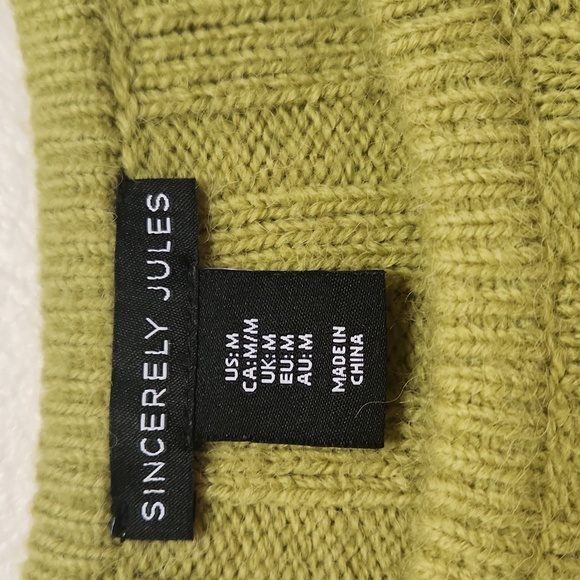 SINCERELY JULES
US: M
CA: M/M
UK: M
EU: M
AU: M
MADE IN
CHINA